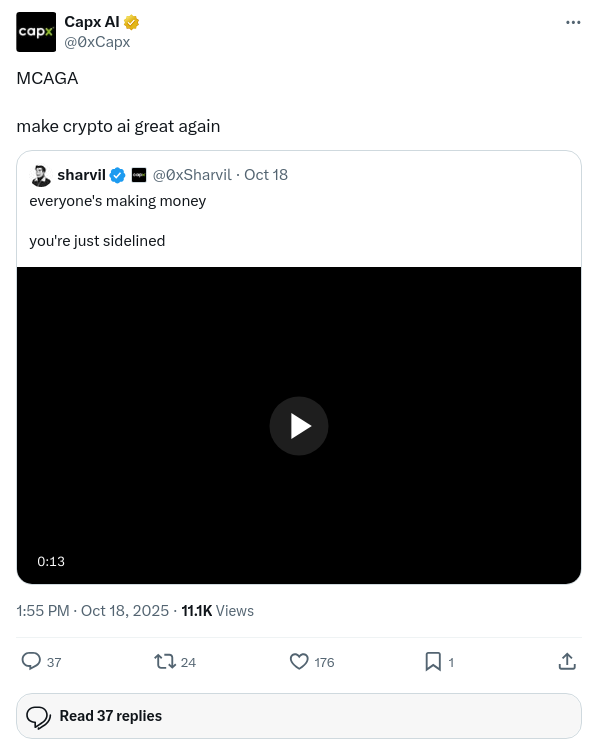 capx
Capx AI
@0xCapx
MCAGA
make crypto ai great again
sharvil @0xSharvil · Oct 18
everyone's making money
you're just sidelined
0:13
1:55 PM · Oct 18, 2025 · 11.1K Views
37 24 176 1
Read 37 replies